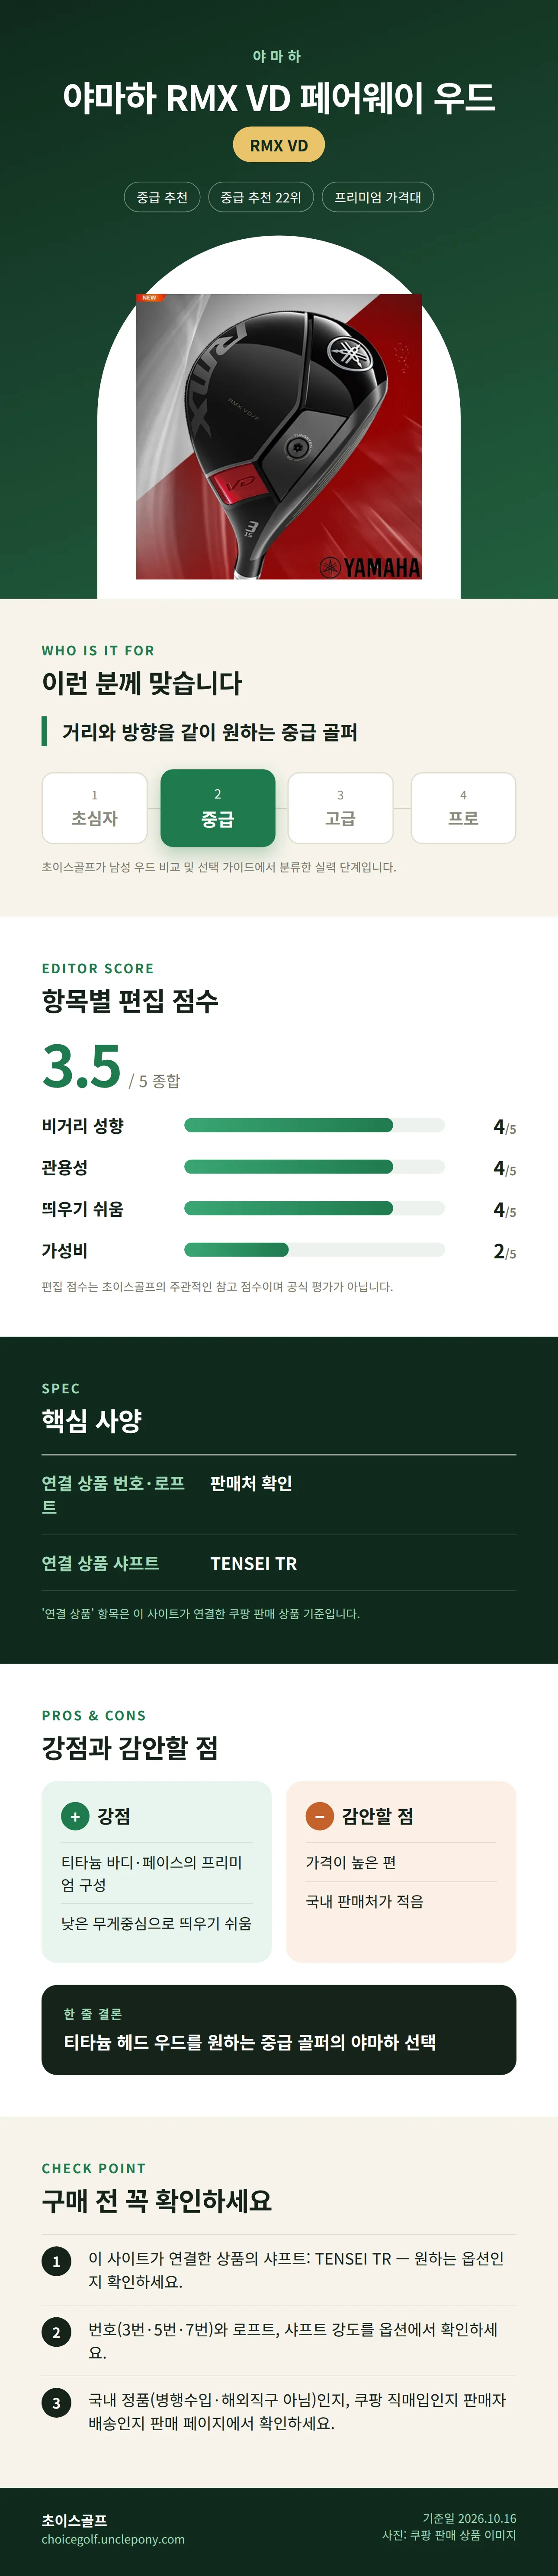 야마하
야마하 RMX VD 페어웨이 우드
RMX VD
중급 추천
중급 추천 22위
프리미엄 가격대
NEW
RMX
RMX VD/F
VD
3
15
YAMAHA
WHO IS IT FOR
이런 분께 맞습니다
거리와 방향을 같이 원하는 중급 골퍼
1
초심자
2
중급
3
고급
4
프로
초이스골프가 남성 우드 비교 및 선택 가이드에서 분류한 실력 단계입니다.
EDITOR SCORE
항목별 편집 점수
3.5 / 5 종합
비거리 성향 4/5
관용성 4/5
띄우기 쉬움 4/5
가성비 2/5
편집 점수는 초이스골프의 주관적인 참고 점수이며 공식 평가가 아닙니다.
SPEC
핵심 사양
연결 상품 번호·로프
트
판매처 확인
연결 상품 샤프트 TENSEI TR
'연결 상품' 항목은 이 사이트가 연결한 쿠팡 판매 상품 기준입니다.
PROS & CONS
강점과 감안할 점
+ 강점
티타늄 바디·페이스의 프리미
엄 구성
낮은 무게중심으로 띄우기 쉬움
− 감안할 점
가격이 높은 편
국내 판매처가 적음
한 줄 결론
티타늄 헤드 우드를 원하는 중급 골퍼의 야마하 선택
CHECK POINT
구매 전 꼭 확인하세요
1 이 사이트가 연결한 상품의 샤프트: TENSEI TR — 원하는 옵션인
지 확인하세요.
2 번호(3번·5번·7번)와 로프트, 샤프트 강도를 옵션에서 확인하세
요.
3 국내 정품(병행수입·해외직구 아님)인지, 쿠팡 직매입인지 판매자
배송인지 판매 페이지에서 확인하세요.
초이스골프
choicegolf.unclepony.com
기준일 2026.10.16
사진: 쿠팡 판매 상품 이미지